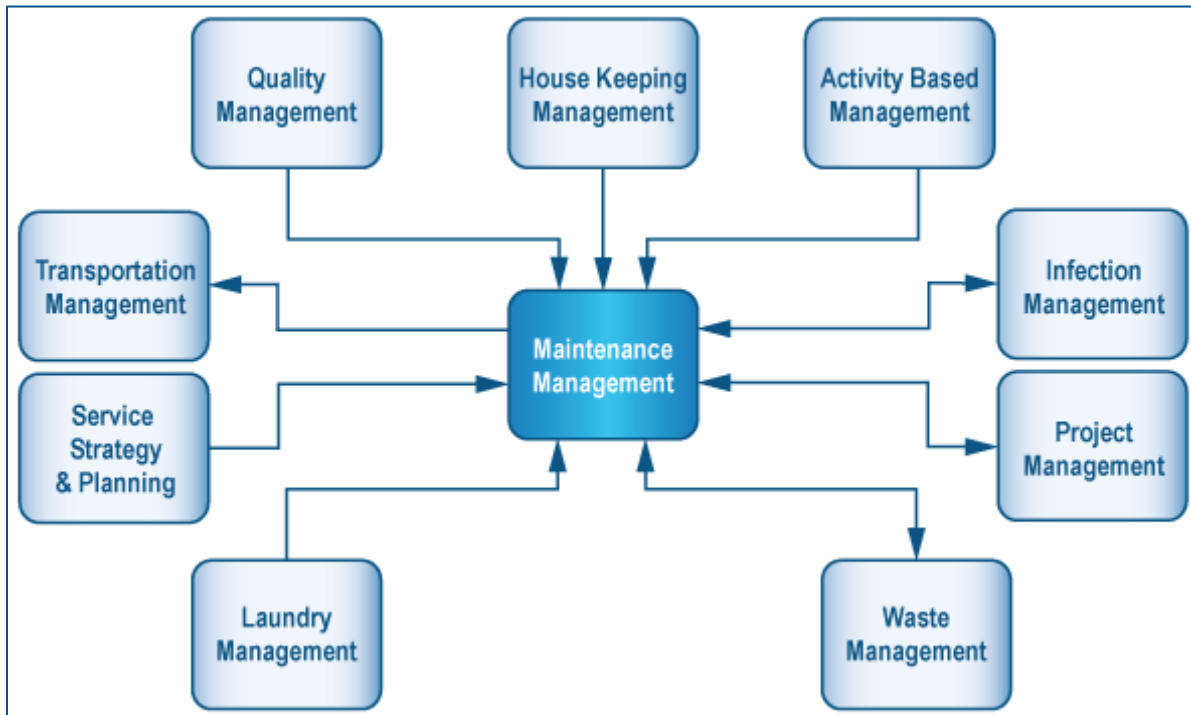 Quality
Management
House Keeping
Management
Activity Based
Management
Transportation
Management
Infection
Management
Maintenance
Management
Service
Strategy
& Planning
Project
Management
Laundry
Management
Waste
Management